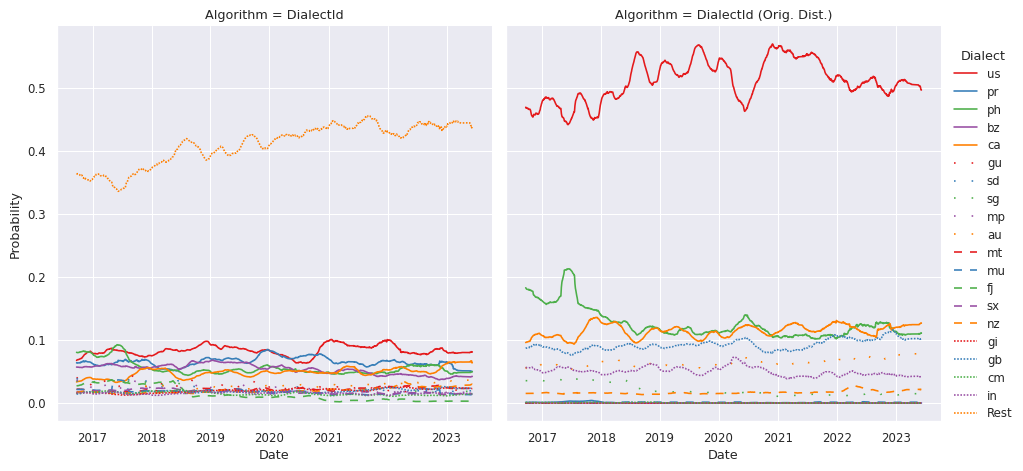 Algorithm = DialectId
Algorithm = DialectId (Orig. Dist.)
Probability
0.5
0.4
0.3
0.2
0.1
0.0
2017 2018 2019 2020 2021 2022 2023
Date
2017 2018 2019 2020 2021 2022 2023
Date
Dialect
us
pr
ph
bz
ca
gu
sd
sg
mp
au
mt
mu
fj
sx
nz
gi
gb
cm
in
Rest